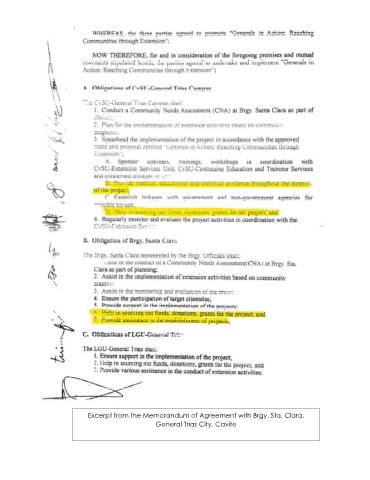 WHEREAS, the three parties agreed to promote "Generals in Action: Reaching
Communities through Extension";
NOW THEREFORE, for and in consideration of the foregoing premises and mutual
covenants stipulated herein, the parties agreed to undertake and implement "Generals in
Action: Reaching Communities through Extension";
A. Obligations of CvSU-General Trias Campus
The CvSU-General Trias Campus shall:
1. Conduct a Community Needs Assessment (CNA) at Brgy. Santa Clara as part of
planning;
2. Plan for the implementation of extension activities based on community
diagnosis;
3. Spearhead the implementation of the project in accordance with the approved
plans and proposal entitled "Generals in Action: Reaching Communities through
Extension";
A. Sponsor seminars, trainings, workshops in coordination with
CvSU-Extension Services Unit, CvSU-Continuing Education and Training Services
and concerned colleges or unit
B. Provide medical, educational and technical assistance throughout the duration
of the project;
C. Establish linkages with government and non-government agencies for
possible tie-up;
D. Help in sourcing out funds, donations, grants for the project; and
4. Regularly monitor and evaluate the project activities in coordination with the
CvSU-Extension Services
B. Obligation of Brgy. Santa Clara
The Brgy. Santa Clara represented by the Brgy. Officials shall:
in the conduct of a Community Needs Assessment(CNA) at Brgy. Sta.
Clara as part of planning;
2. Assist in the implementation of extension activities based on community
3. Assist in the monitoring and evaluation of the
4. Ensure the participation of target clienteles;
5. Provide support in the implementation of the projects;
6. Help in sourcing out funds, donations, grants for the project; and
7. Provide assistance in the establishment of projects.
C. Obligations of LGU-General Trias
The LGU-General Trias shall:
1. Ensure support in the implementation of the project;
2. Help in sourcing out funds, donations, grants for the project; and
3. Provide various assistance in the conduct of extension activities;
Excerpt from the Memorandum of Agreement with Brgy. Sta. Clara,
General Trias City, Cavite